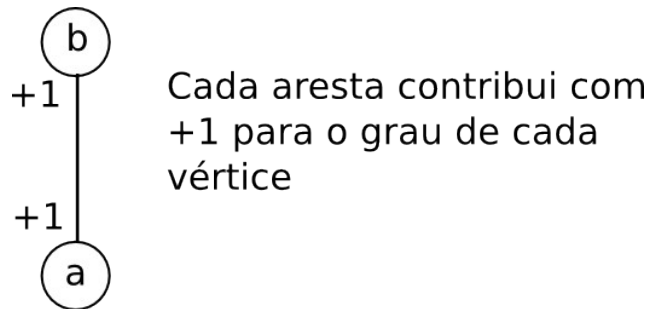 b
+1
Cada aresta contribui com
+1 para o grau de cada
vértice
+1
a